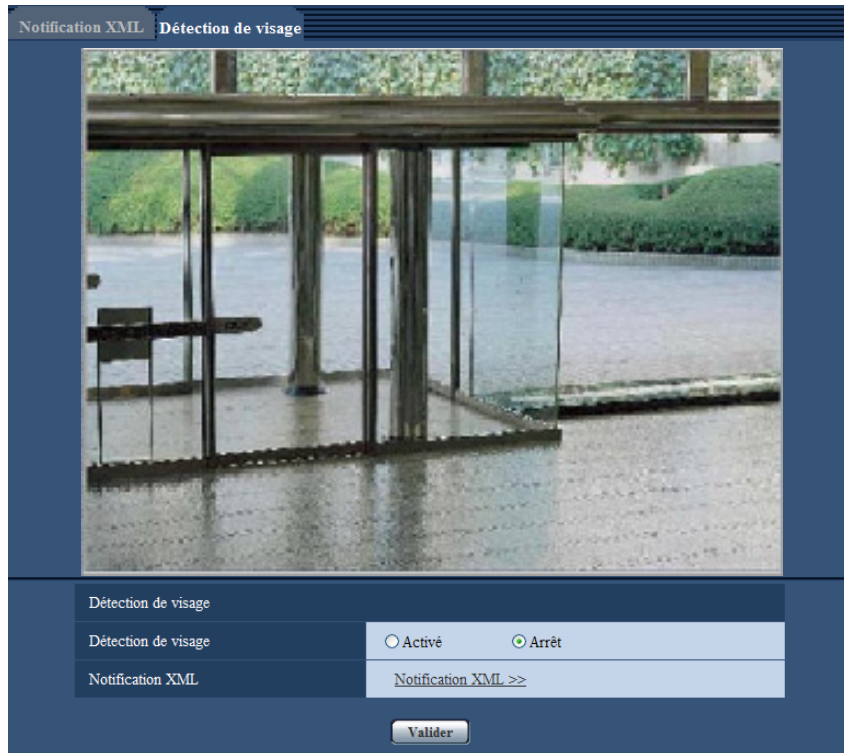 Notification XML Détection de visage
Détection de visage
Détection de visage Activé Arrêt
Notification XML Notification XML >>
Valider